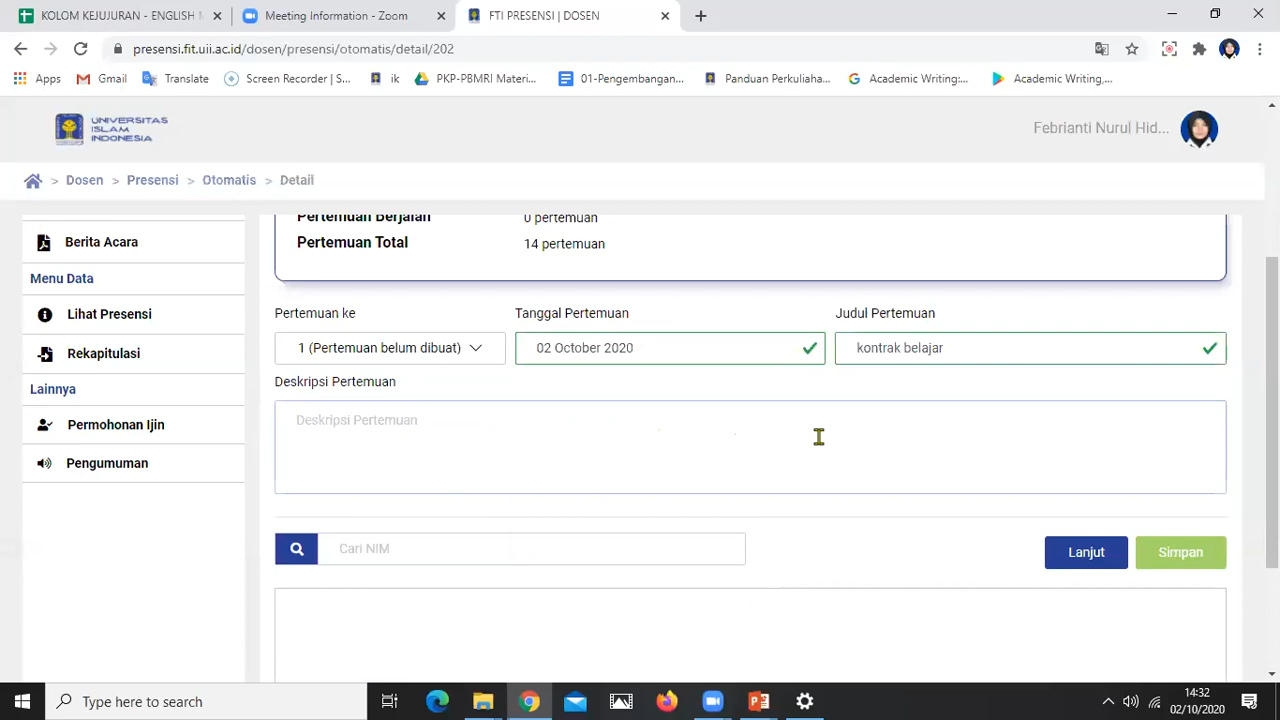 KOLOM KEJUJURAN - ENGLISH M
Meeting Information - Zoom
FTI PRESENSI | DOSEN
presensi.fit.uii.ac.id/dosen/presensi/otomatis/detail/202
Apps
Gmail
Translate
Screen Recorder | S...
ik
PKP-PBMRI Materi...
01-Pengembangan...
Panduan Perkuliaha...
Academic Writing:...
Academic Writing,...
UNIVERSITAS
ISLAM
INDONESIA
Febrianti Nurul Hid...
> Dosen > Presensi > Otomatis > Detail
Pertemuan Berjalan 0 pertemuan
Pertemuan Total 14 pertemuan
Berita Acara
Menu Data
Lihat Presensi
Rekapitulasi
Lainnya
Permohonan Ijin
Pengumuman
Pertemuan ke
Tanggal Pertemuan
Judul Pertemuan
1 (Pertemuan belum dibuat)
02 October 2020
kontrak belajar
Deskripsi Pertemuan
Deskripsi Pertemuan
Cari NIM
Lanjut
Simpan
Type here to search
14:32
02/10/2020